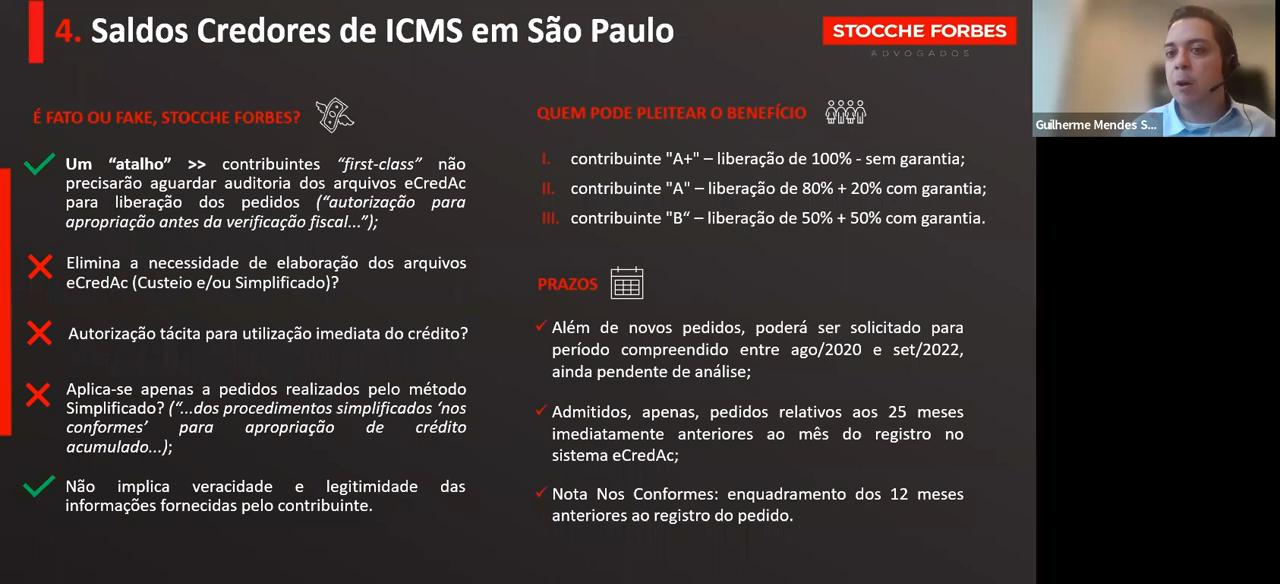 4. Saldos Credores de ICMS em São Paulo
STOCCHE FORBES
ADVOGADOS
É FATO OU FAKE, STOCCHE FORBES?
Um “atalho” >> contribuintes “first-class” não
precisarão aguardar auditoria dos arquivos eCredAc
para liberação dos pedidos (“autorização para
apropriação antes da verificação fiscal...”);
Elimina a necessidade de elaboração dos arquivos
eCredAc (Custeio e/ou Simplificado)?
Autorização tácita para utilização imediata do crédito?
Aplica-se apenas a pedidos realizados pelo método
Simplificado? (“...dos procedimentos simplificados ‘nos
conformes’ para apropriação de crédito
acumulado...);
Não implica veracidade e legitimidade das
informações fornecidas pelo contribuinte.
QUEM PODE PLEITEAR O BENEFÍCIO
I. contribuinte "A+" – liberação de 100% - sem garantia;
II. contribuinte "A" – liberação de 80% + 20% com garantia;
III. contribuinte "B“ – liberação de 50% + 50% com garantia.
PRAZOS
Além de novos pedidos, poderá ser solicitado para
período compreendido entre ago/2020 e set/2022,
ainda pendente de análise;
Admitidos, apenas, pedidos relativos aos 25 meses
imediatamente anteriores ao mês do registro no
sistema eCredAc;
Nota Nos Conformes: enquadramento dos 12 meses
anteriores ao registro do pedido.
Guilherme Mendes S...